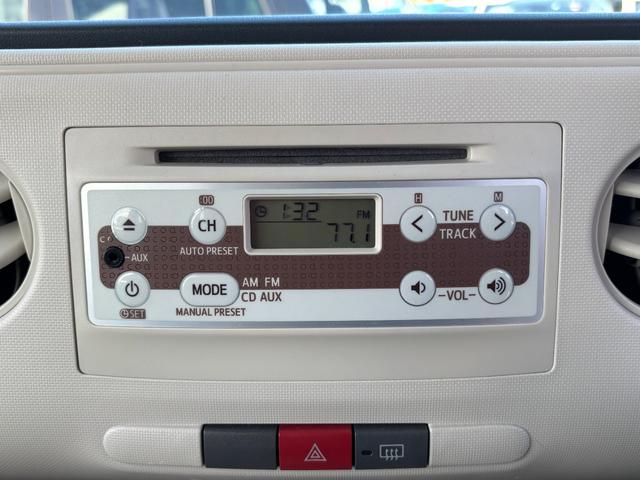 :00
H
M
1:32
FM
77.1
CH
TUNE
TRACK
AUTO PRESET
-AUX
MODE
AM FM
CD AUX
-VOL-
SET
MANUAL PRESET